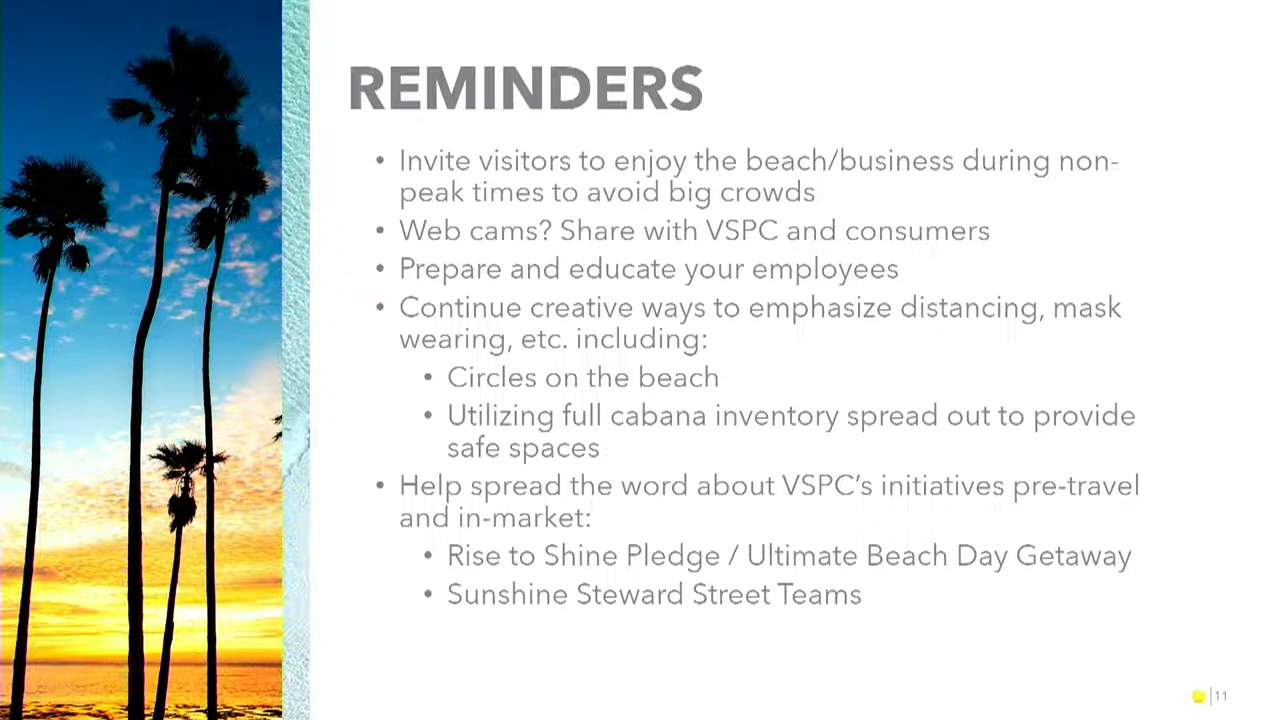 REMINDERS
• Invite visitors to enjoy the beach/business during non-
peak times to avoid big crowds
• Web cams? Share with VSPC and consumers
• Prepare and educate your employees
• Continue creative ways to emphasize distancing, mask
wearing, etc. including:
• Circles on the beach
• Utilizing full cabana inventory spread out to provide
safe spaces
• Help spread the word about VSPC’s initiatives pre-travel
and in-market:
• Rise to Shine Pledge / Ultimate Beach Day Getaway
• Sunshine Steward Street Teams
11